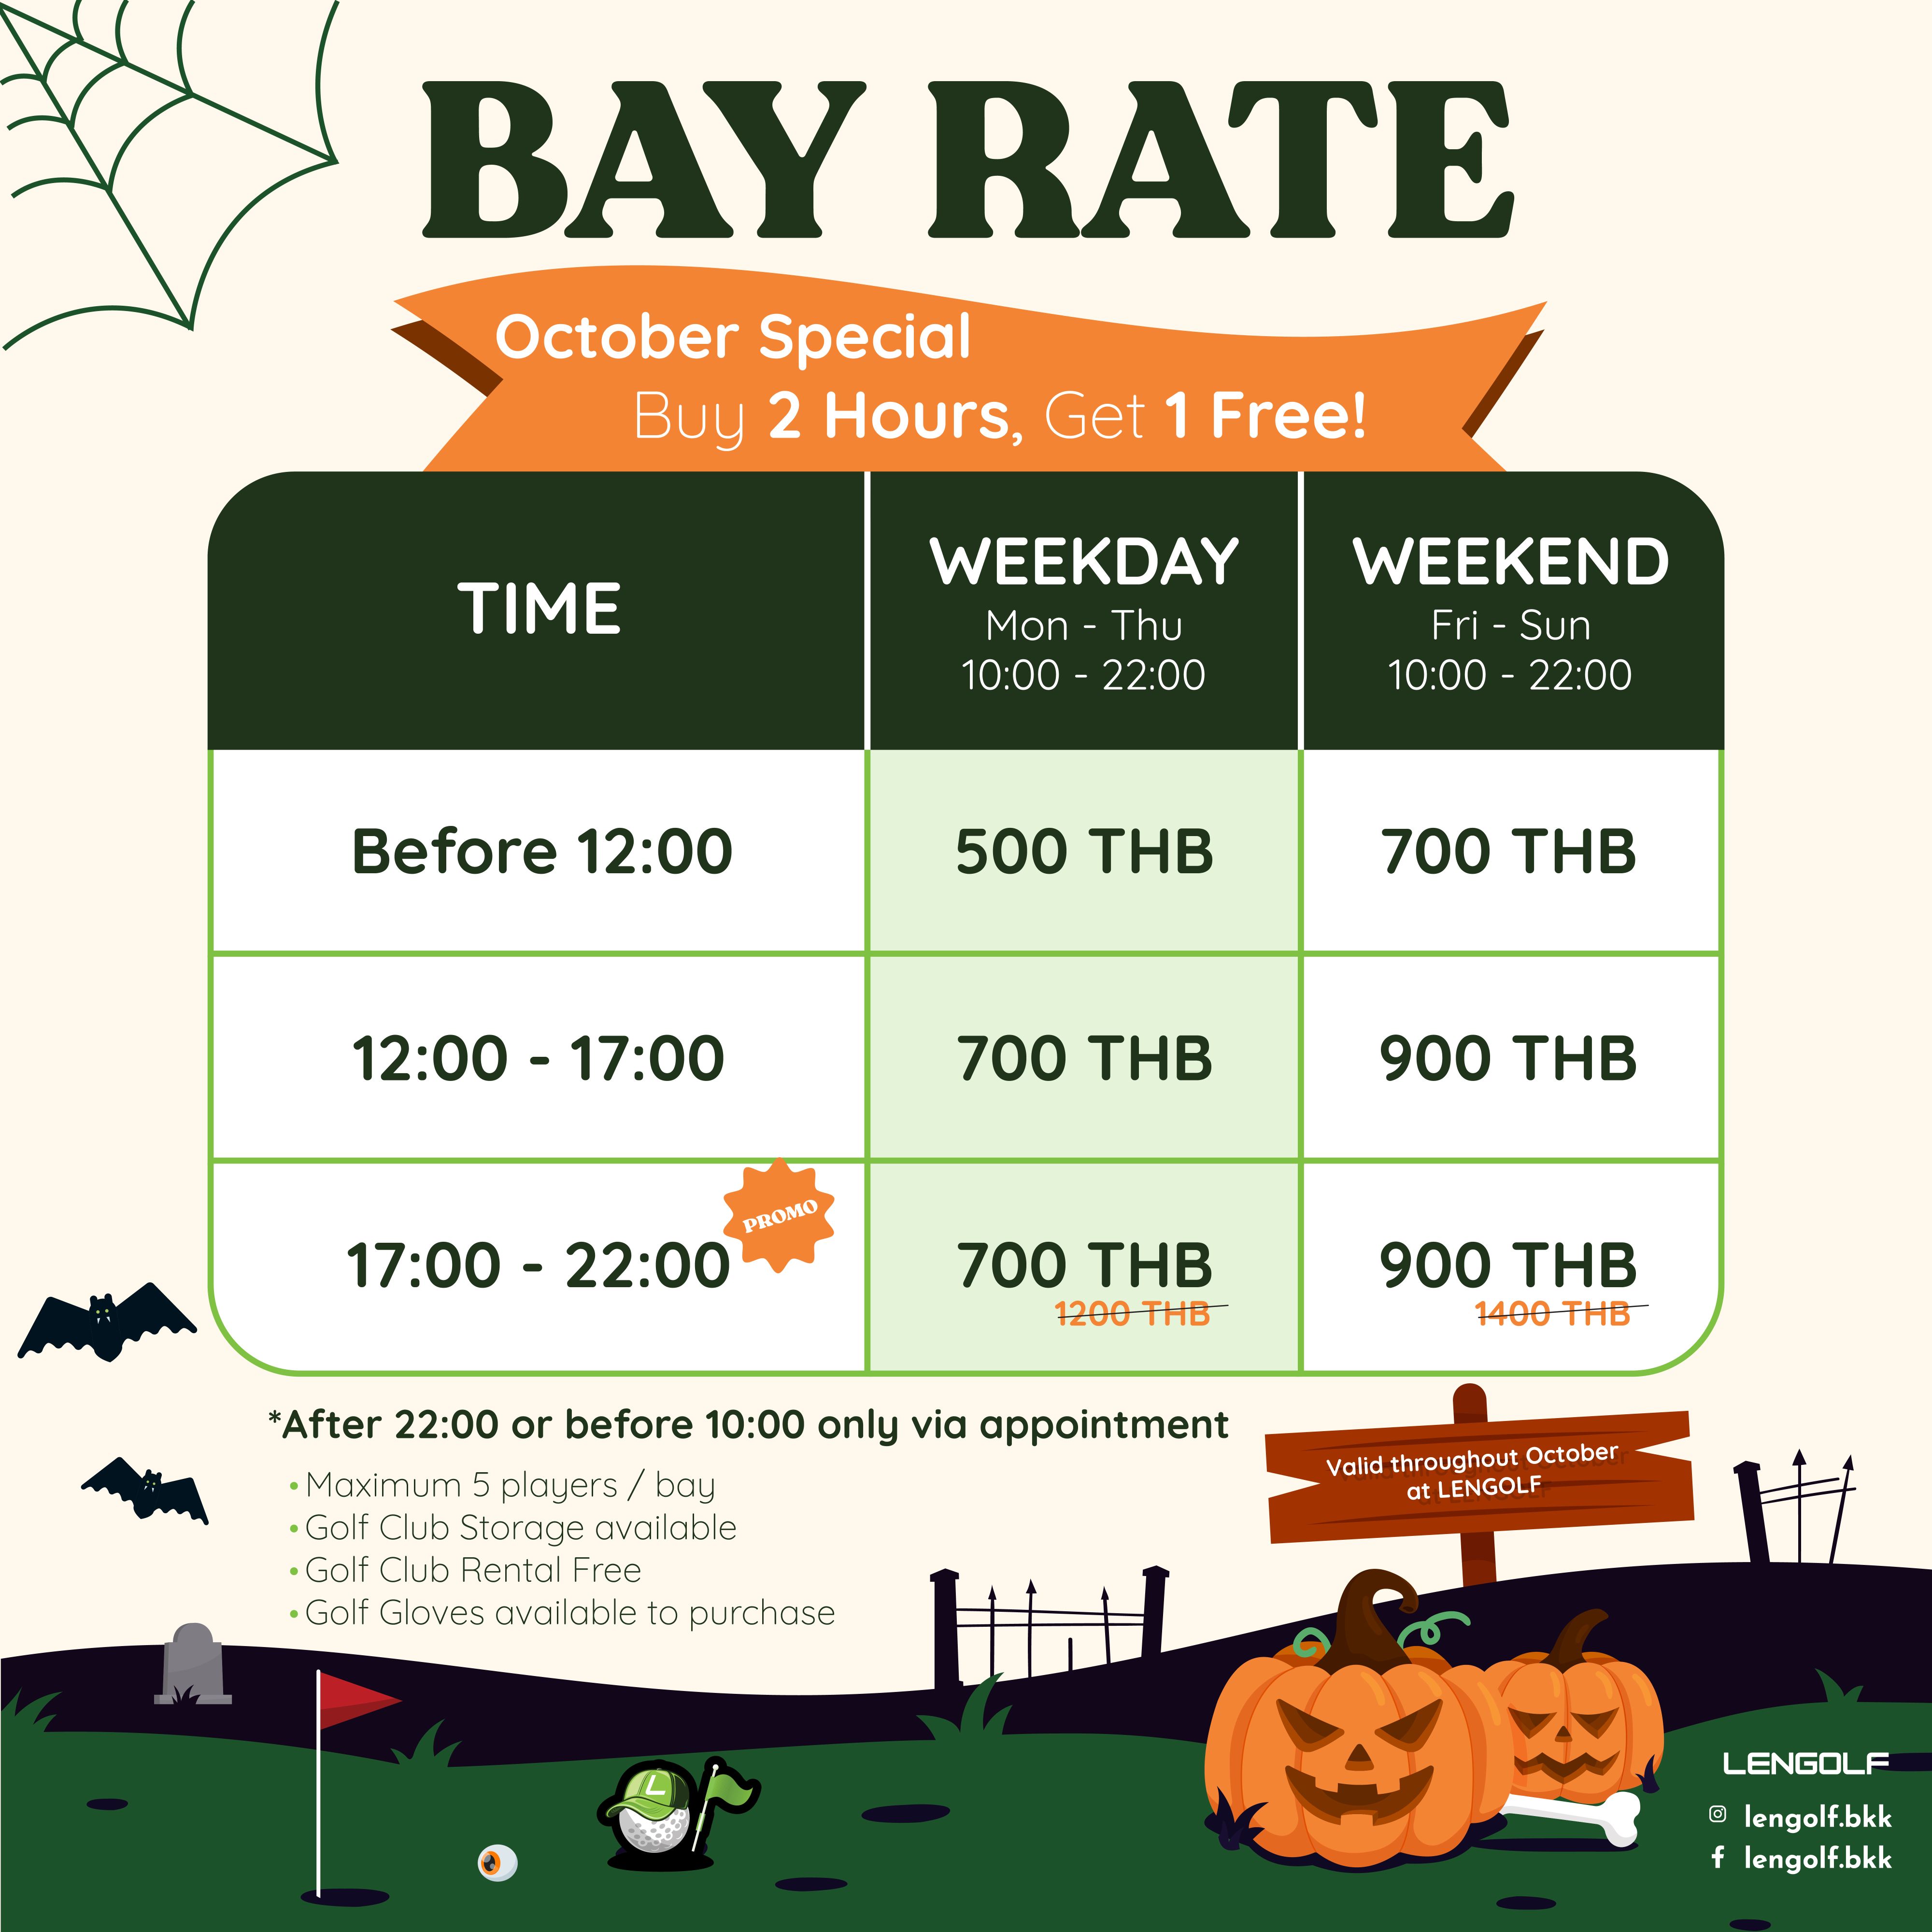 BAY RATE
October Special
Buy 2 Hours, Get 1 Free!
TIME
WEEKDAY
Mon - Thu
10:00 - 22:00
WEEKEND
Fri - Sun
10:00 - 22:00
Before 12:00
500 THB
700 THB
12:00 - 17:00
700 THB
900 THB
PROMO
17:00 - 22:00
700 THB
1200 THB
900 THB
1400 THB
*After 22:00 or before 10:00 only via appointment
• Maximum 5 players / bay
• Golf Club Storage available
• Golf Club Rental Free
• Golf Gloves available to purchase
Valid throughout October
at LENGOLF
L
LENGOLF
lengolf.bkk
lengolf.bkk